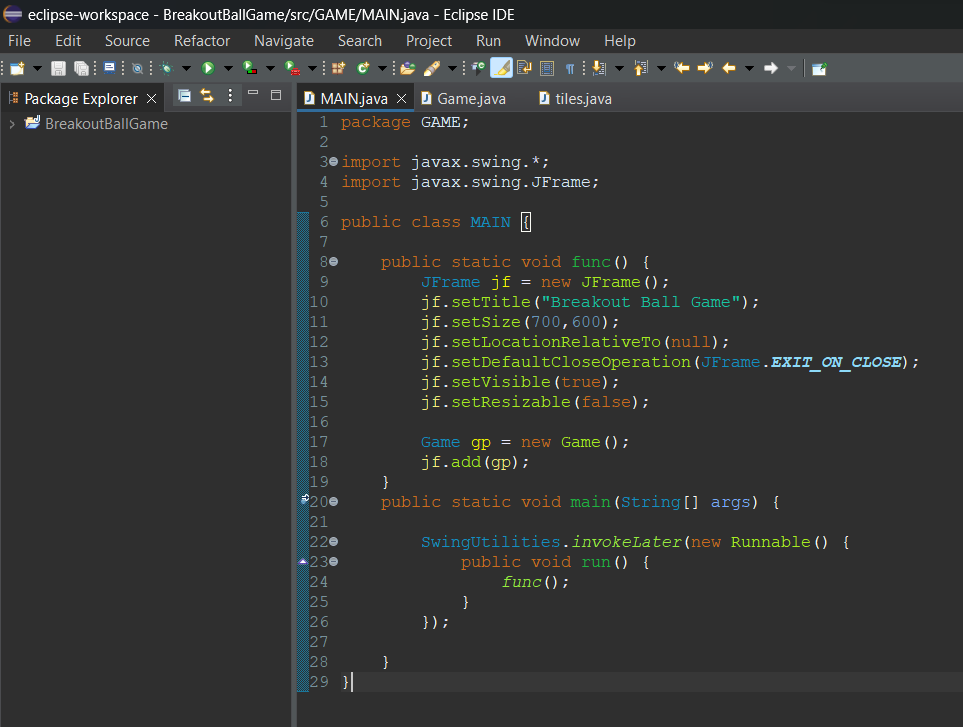 eclipse-workspace - BreakoutBallGame/src/GAME/MAIN.java - Eclipse IDE
File Edit Source Refactor Navigate Search Project Run Window Help
Package Explorer
MAIN.java Game.java tiles.java
BreakoutBallGame
1 package GAME;
2
3 import javax.swing.*;
4 import javax.swing.JFrame;
5
6 public class MAIN {
7
8 public static void func() {
9 JFrame jf = new JFrame();
10 jf.setTitle("Breakout Ball Game");
11 jf.setSize(700,600);
12 jf.setLocationRelativeTo(null);
13 jf.setDefaultCloseOperation(JFrame.EXIT_ON_CLOSE);
14 jf.setVisible(true);
15 jf.setResizable(false);
16
17 Game gp = new Game();
18 jf.add(gp);
19 }
20 public static void main(String[] args) {
21
22 SwingUtilities.invokeLater(new Runnable() {
23 public void run() {
24 func();
25 }
26 });
27
28 }
29 }